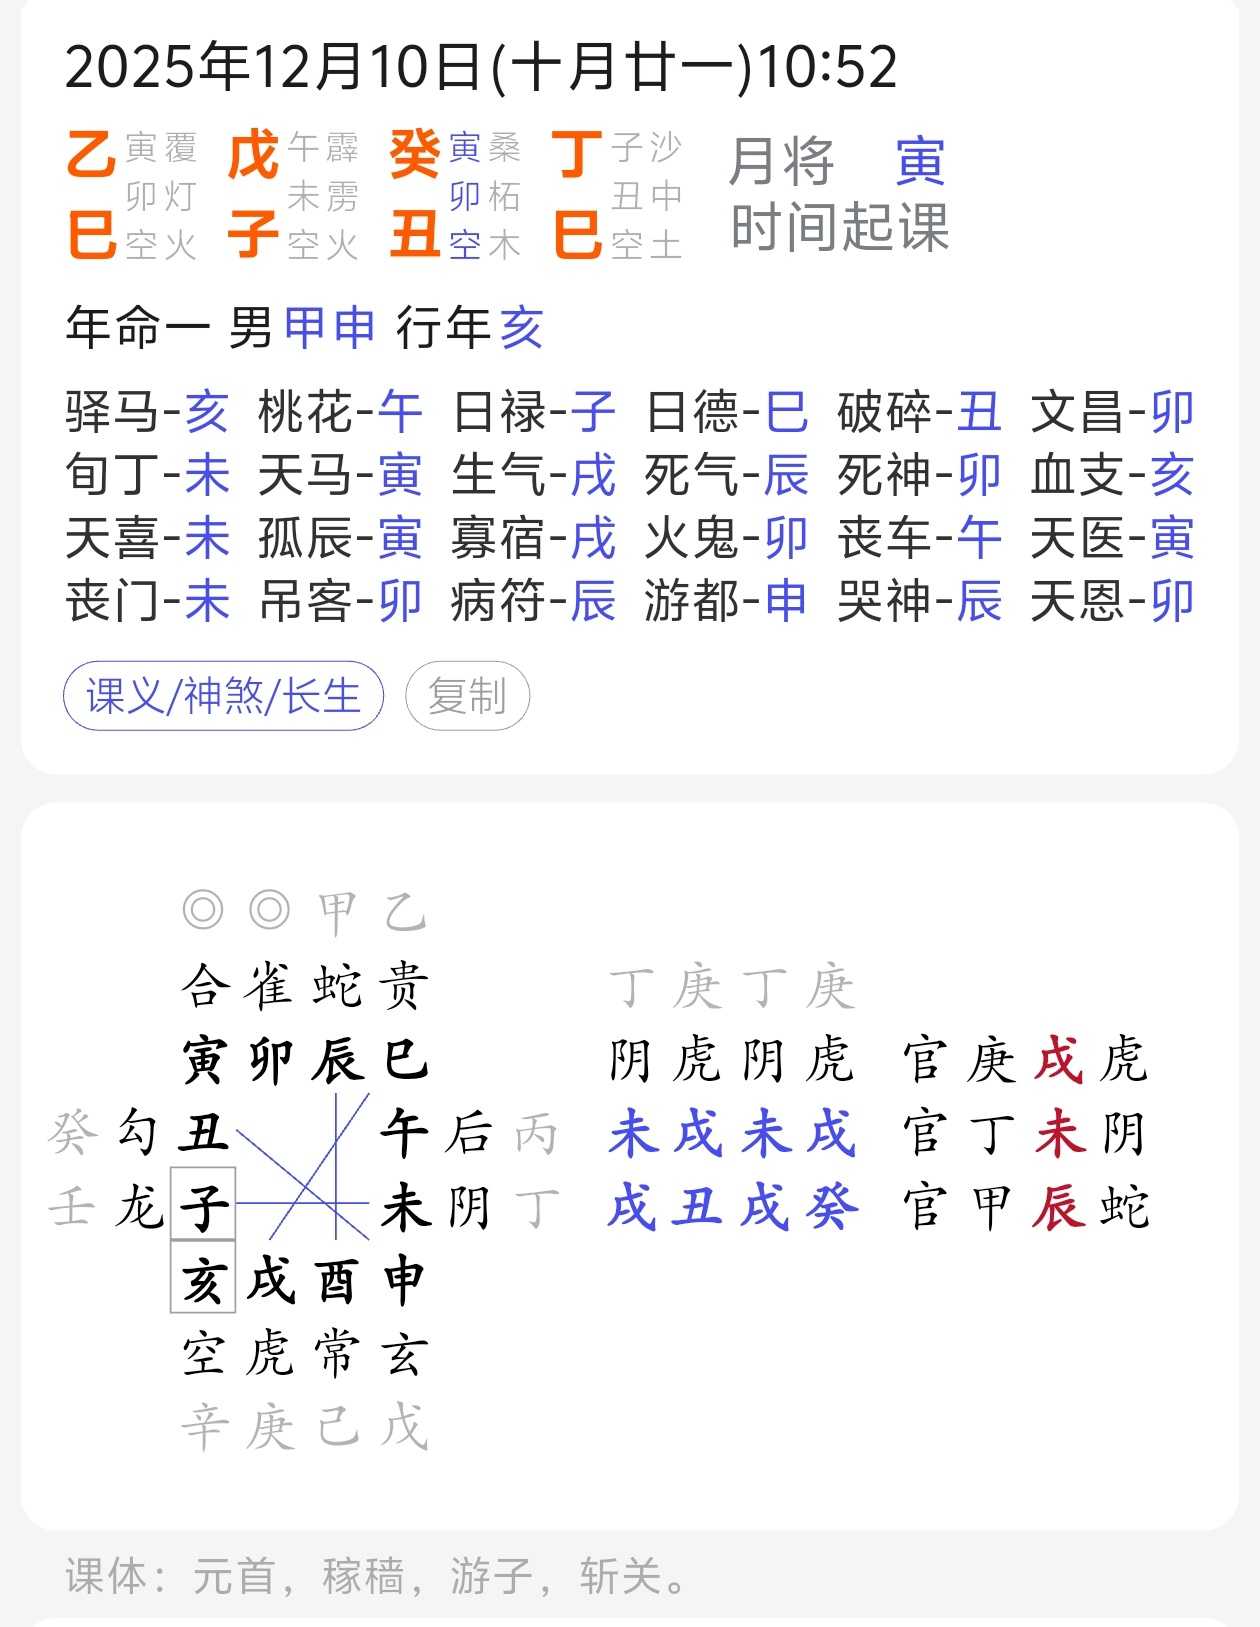 2025年12月10日(十月廿一)10:52
乙 寅覆 戊 午霹 癸 寅桑 丁 子沙 月将 寅
卯灯 未雳 卯柘 丑中
巳 空火 子 空火 丑 空木 巳 空土 时间起课
年命一 男甲申 行年亥
驿马-亥 桃花-午 日禄-子 日德-巳 破碎-丑 文昌-卯
旬丁-未 天马-寅 生气-戌 死气-辰 死神-卯 血支-亥
天喜-未 孤辰-寅 寡宿-戌 火鬼-卯 丧车-午 天医-寅
丧门-未 吊客-卯 病符-辰 游都-申 哭神-辰 天恩-卯
课义/神煞/长生 复制
◎ ◎ 甲 乙
合 雀 蛇 贵 丁 庚 丁 庚
寅 卯 辰 巳 阴 虎 阴 虎 官 庚 戌 虎
癸 勾 丑 午 后 丙 未 戌 未 戌 官 丁 未 阴
壬 龙 子 未 阴 丁 戌 丑 戌 癸 官 甲 辰 蛇
亥 戌 酉 申
空 虎 常 玄
辛 庚 己 戊
课体：元首，稼穑，游子，斩关。